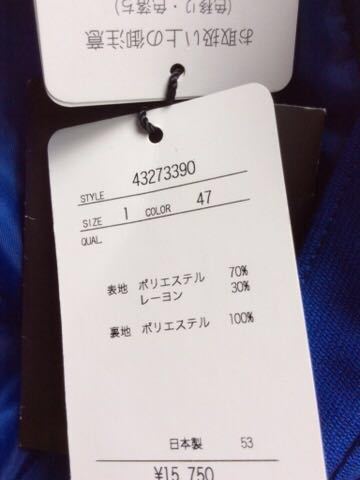 お取扱い上の御注意
(色移り・色落ち)
STYLE 43273390
SIZE 1 COLOR 47
QUAL.
表地 ポリエステル 70%
レーヨン 30%
裏地 ポリエステル 100%
日本製 53
¥15,750